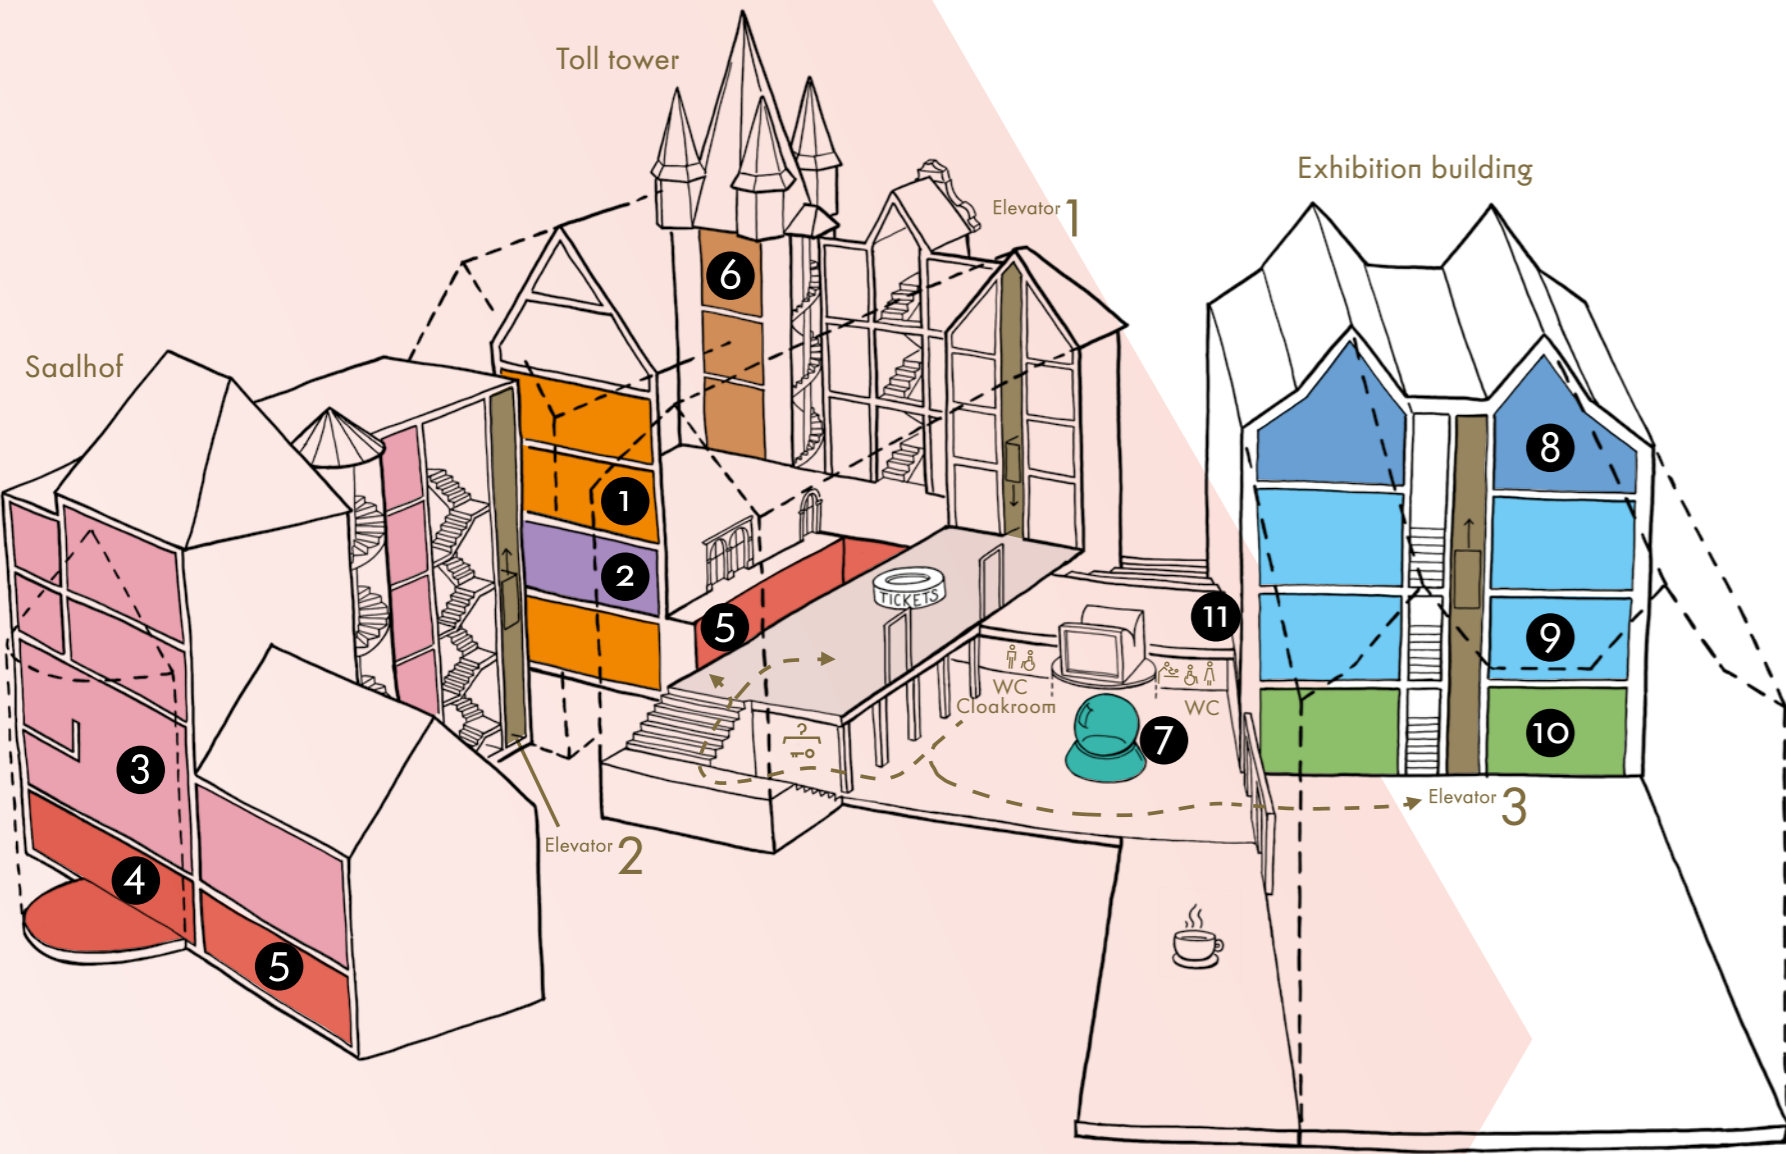 Toll tower
Exhibition building
Elevator 1
6
Saalhof
8
1
2
TICKETS
5
11
9
WC
Cloakroom
WC
?
7
10
3
Elevator 3
Elevator 2
4
5